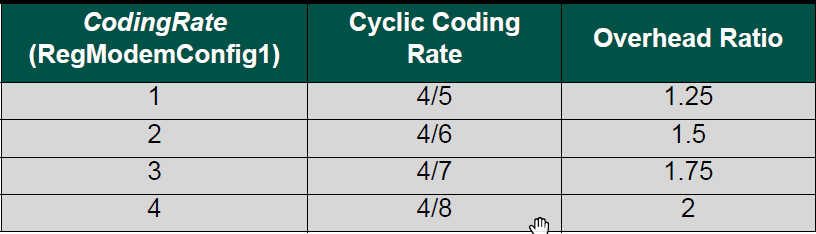 CodingRate
(RegModemConfig1)
Cyclic Coding
Rate
Overhead Ratio
1 4/5 1.25
2 4/6 1.5
3 4/7 1.75
4 4/8 2